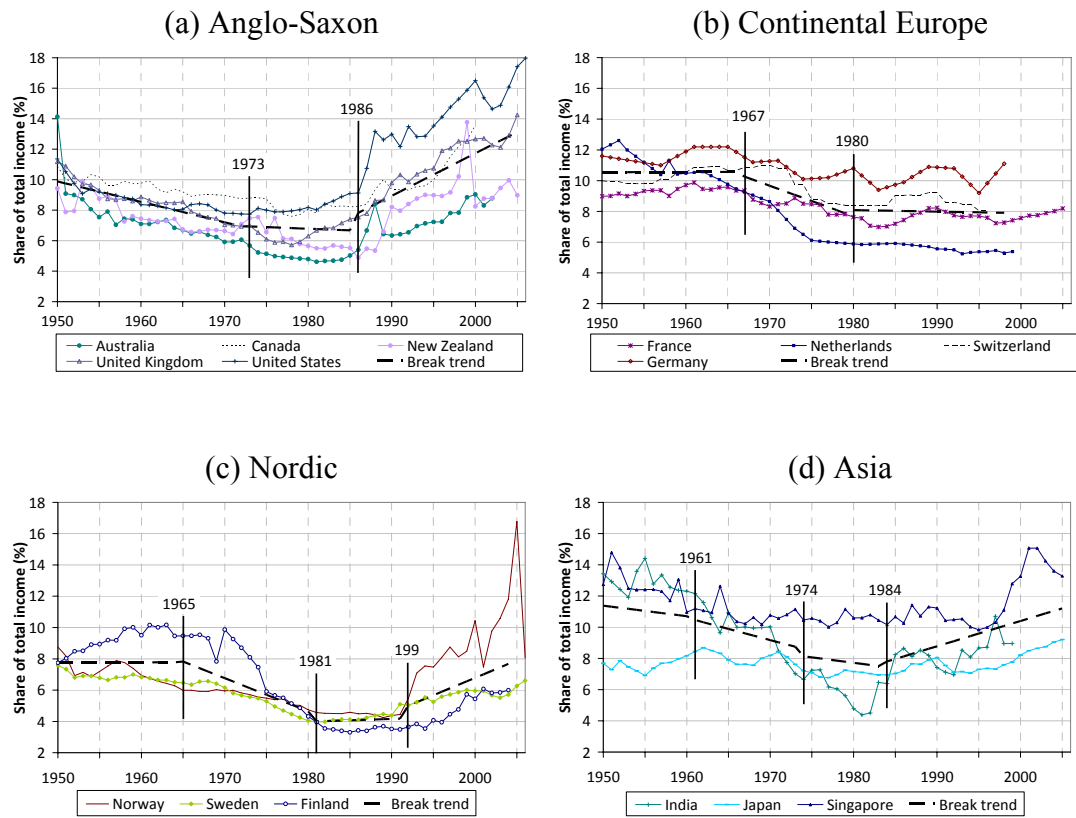 (a) Anglo-Saxon
Share of total income (%)
18
16
14
12
10
8
6
4
2
1973
1986
1950 1960 1970 1980 1990 2000
Australia Canada New Zealand
United Kingdom United States Break trend
(b) Continental Europe
Share of total income (%)
18
16
14
12
10
8
6
4
2
1967
1980
1950 1960 1970 1980 1990 2000
France Netherlands Switzerland
Germany Break trend
(c) Nordic
Share of total income (%)
18
16
14
12
10
8
6
4
2
1965
1981
199
1950 1960 1970 1980 1990 2000
Norway Sweden Finland Break trend
(d) Asia
Share of total income (%)
18
16
14
12
10
8
6
4
2
1961
1974
1984
1950 1960 1970 1980 1990 2000
India Japan Singapore Break trend